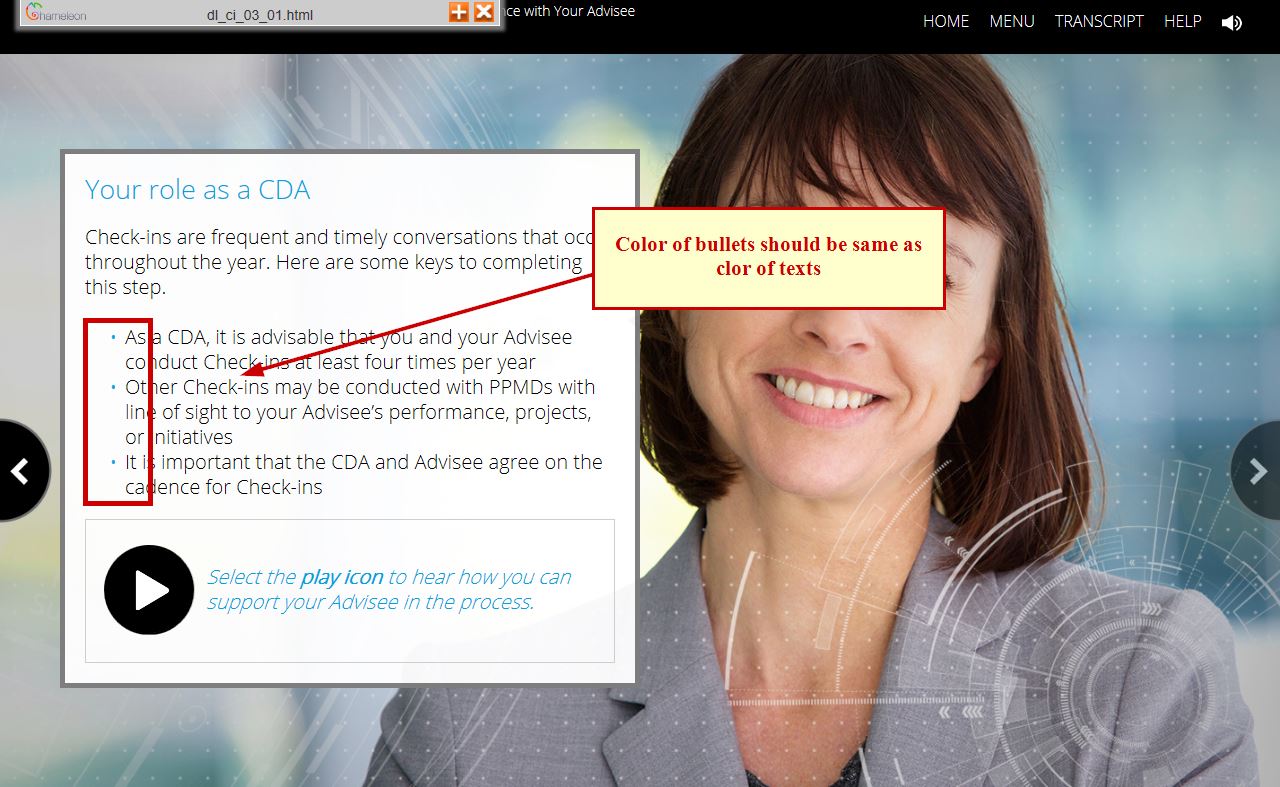 Chameleon
dl_ci_03_01.html
nce with Your Advisee
HOME MENU TRANSCRIPT HELP
Your role as a CDA
Check-ins are frequent and timely conversations that occ
throughout the year. Here are some keys to completing
this step.
Color of bullets should be same as
clor of texts
• As a CDA, it is advisable that you and your Advisee
conduct Check-ins at least four times per year
• Other Check-ins may be conducted with PPMDs with
line of sight to your Advisee’s performance, projects,
or initiatives
• It is important that the CDA and Advisee agree on the
cadence for Check-ins
Select the play icon to hear how you can
support your Advisee in the process.